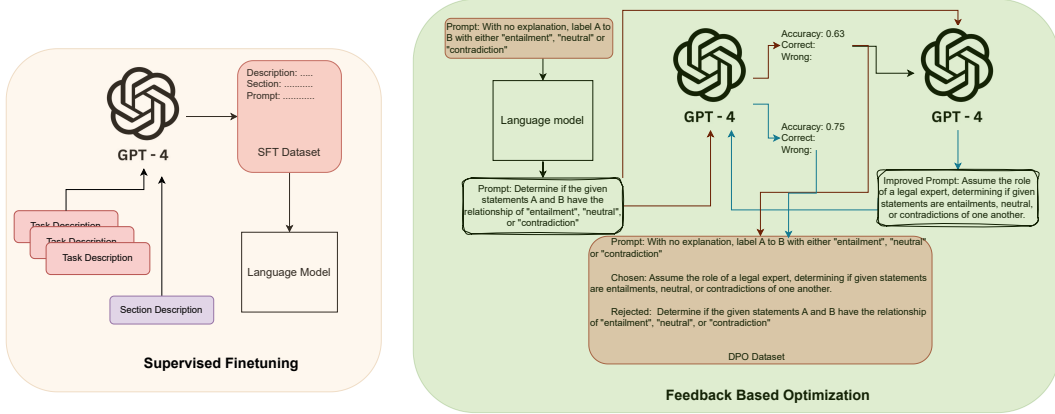 Description: .....
Section: ..........
Prompt: ............
SFT Dataset
GPT - 4
Task Description
Task Description
Task Description
Section Description
Language Model
Supervised Finetuning
Prompt: With no explanation, label A to
B with either "entailment", "neutral" or
"contradiction"
Language model
Prompt: Determine if the given
statements A and B have the
relationship of "entailment", "neutral",
or "contradiction"
GPT - 4
Accuracy: 0.63
Correct:
Wrong:
Accuracy: 0.75
Correct:
Wrong:
GPT - 4
Improved Prompt: Assume the role
of a legal expert, determining if given
statements are entailments, neutral,
or contradictions of one another.
Prompt: With no explanation, label A to B with either "entailment", "neutral"
or "contradiction"
Chosen: Assume the role of a legal expert, determining if given statements
are entailments, neutral, or contradictions of one another.
Rejected: Determine if the given statements A and B have the relationship
of "entailment", "neutral", or "contradiction"
DPO Dataset
Feedback Based Optimization